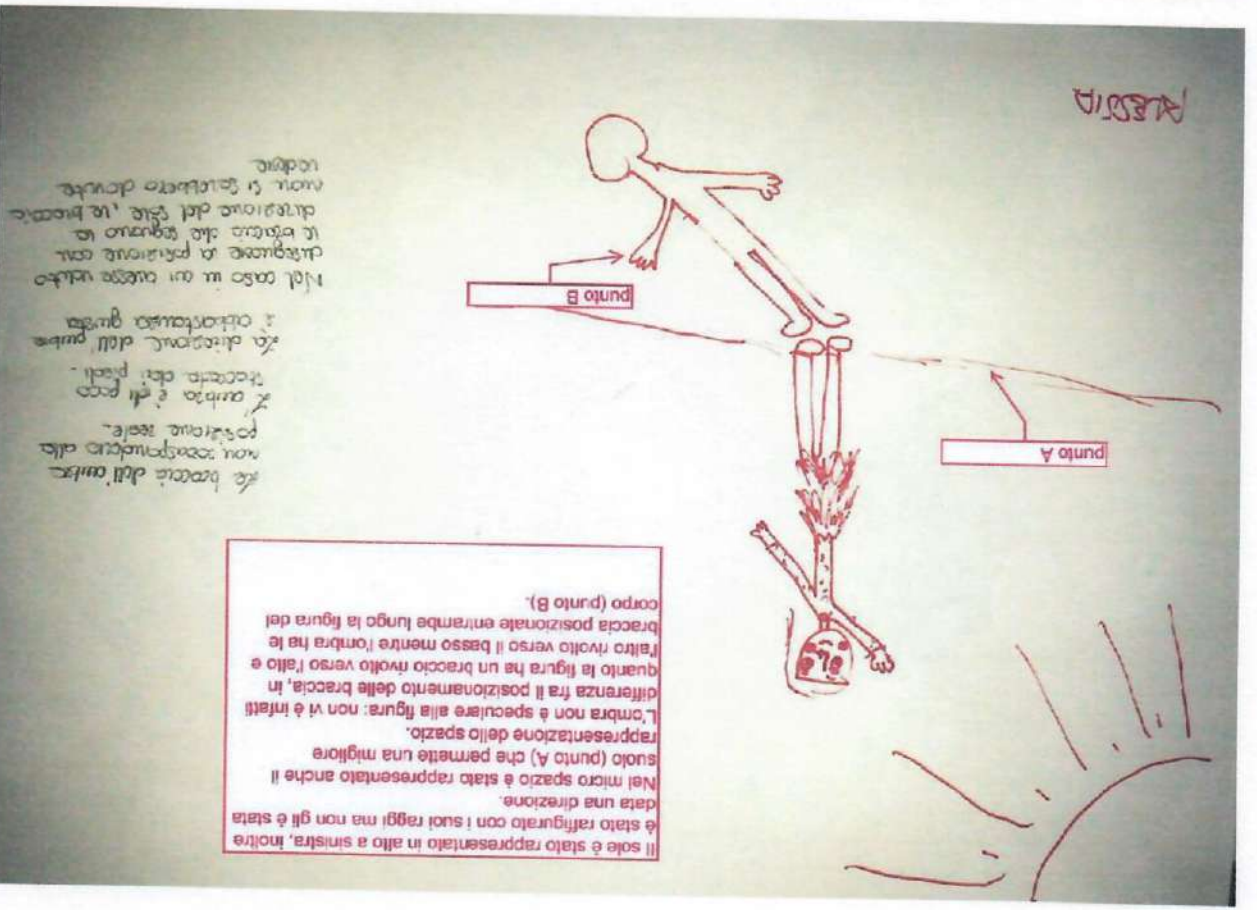 Il sole è stato rappresentato in alto a sinistra, inoltre
è stato raffigurato con i suoi raggi ma non gli è stata
data una direzione.
Nel micro spazio è stato rappresentato anche il
suolo (punto A) che permette una migliore
rappresentazione dello spazio.
L'ombra non è speculare alla figura: non vi è infatti
differenza fra il posizionamento delle braccia, in
quanto la figura ha un braccio rivolto verso l'alto e
l'altro rivolto verso il basso mentre l'ombra ha le
braccia posizionate entrambe lungo la figura del
corpo (punto B).
punto A
punto B
Le braccia dell'ombra
non corrispondono alla
posizione reale.
L'ombra è di poco
staccata dai piedi.
La direzione dell'ombra
è abbastanza giusta
Nel caso in cui avesse voluto
disegnare la posizione con
le braccia che seguono la
direzione del sole, le braccia
non si sarebbero dovute
vedere.
ALESSIA